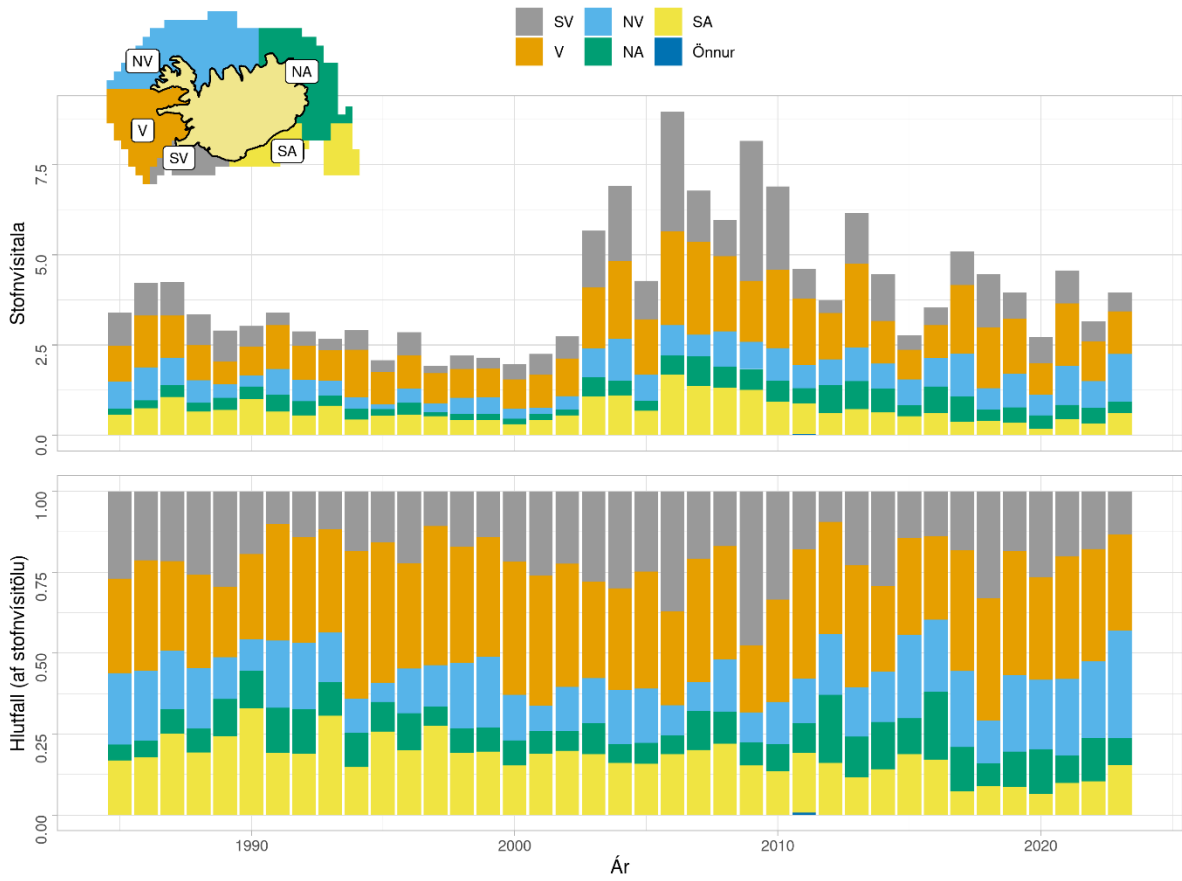 SV NV SA
V NA Önnur
NV
NA
V
SV
SA
Stofnvísitala
7.5
5.0
2.5
0.0
Hlutfall (af stofnvísitölu)
1.00
0.75
0.50
0.25
0.00
1990 2000 2010 2020
Ár